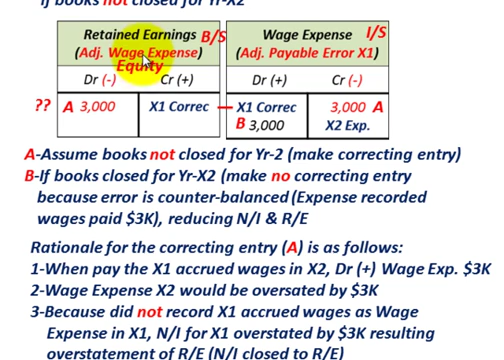 If books not closed for Yr-X2
Retained Earnings B/S
(Adj. Wage Expense)
Equity
Wage Expense I/S
(Adj. Payable Error X1)
Dr (-) Cr (+) Dr (+) Cr (-)
?? A 3,000 X1 Correc — X1 Correc 3,000 A
B 3,000 X2 Exp.
A-Assume books not closed for Yr-2 (make correcting entry)
B-If books closed for Yr-X2 (make no correcting entry
because error is counter-balanced (Expense recorded
wages paid $3K), reducing N/I & R/E
Rationale for the correcting entry (A) is as follows:
1-When pay the X1 accrued wages in X2, Dr (+) Wage Exp. $3K
2-Wage Expense X2 would be oversated by $3K
3-Because did not record X1 accrued wages as Wage
Expense in X1, N/I for X1 overstated by $3K resulting
overstatement of R/E (N/I closed to R/E)